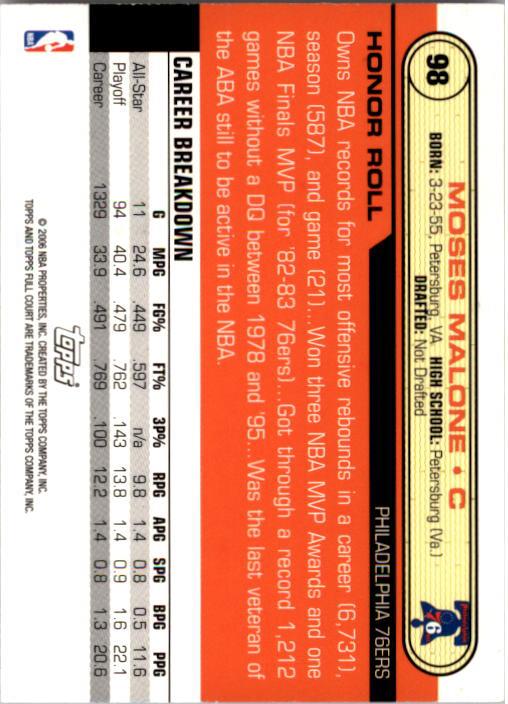 98
MOSES MALONE • C
BORN: 3-23-55, Petersburg, VA HIGH SCHOOL: Petersburg (Va.)
DRAFTED: Not Drafted
HONOR ROLL
PHILADELPHIA 76ERS
Owns NBA records for most offensive rebounds in a career (6,731),
season (587), and game (21)...Won three NBA MVP Awards and one
NBA Finals MVP (for '82-83 76ers)...Got through a record 1,212
games without a DQ between 1978 and '95...Was the last veteran of
the ABA still to be active in the NBA.
CAREER BREAKDOWN
G MPG FG% FT% 3P% RPG APG SPG BPG PPG
All-Star 11 24.6 .449 .597 n/a 9.8 1.4 0.8 0.5 11.6
Playoff 94 40.4 .479 .762 .143 13.8 1.4 0.9 1.6 22.1
Career 1329 33.9 .491 .769 .100 12.2 1.4 0.8 1.3 20.6
topps
© 2006 NBA PROPERTIES, INC. CREATED BY THE TOPPS COMPANY, INC.
TOPPS AND TOPPS FULL COURT ARE TRADEMARKS OF THE TOPPS COMPANY, INC.
NBA